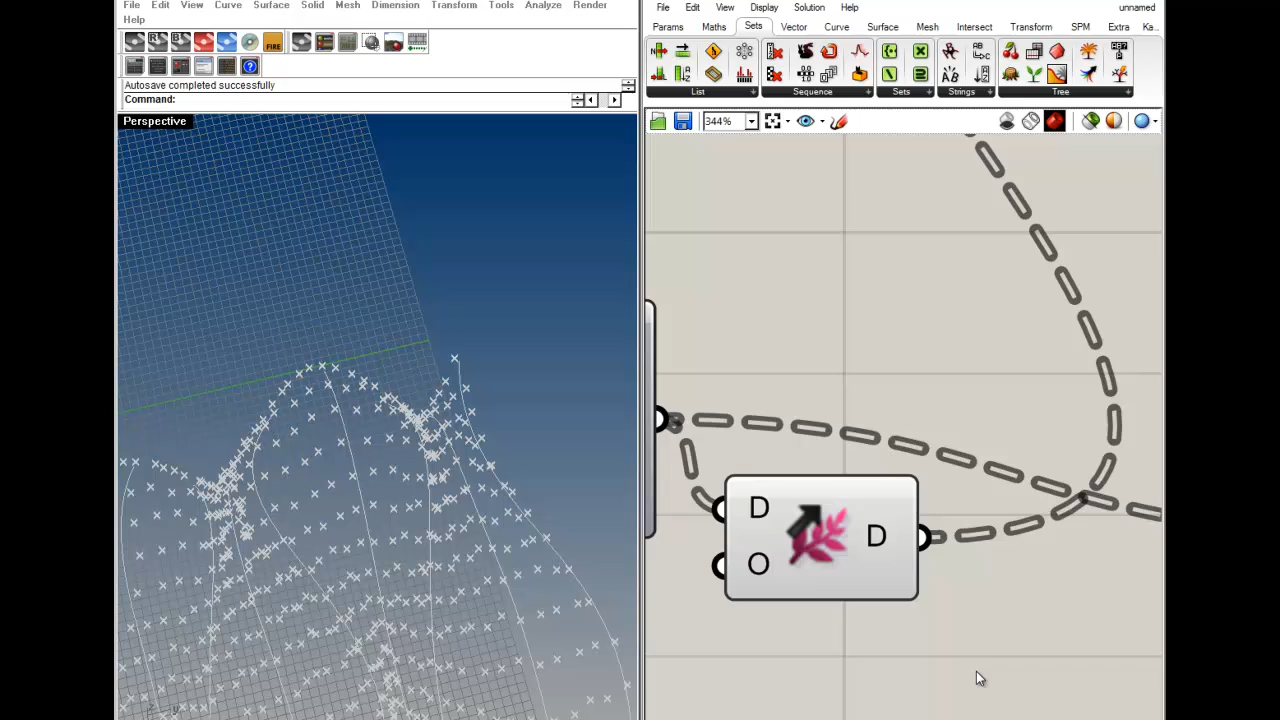 File Edit View Curve Surface Solid Mesh Dimension Transform Tools Analyze Render
Help
FIRE
Autosave completed successfully
Command:
Perspective
File Edit View Display Solution Help unnamed
Params Maths Sets Vector Curve Surface Mesh Intersect Transform SPM Extra Ka...
List Sequence Sets Strings Tree
344%
D
D
O